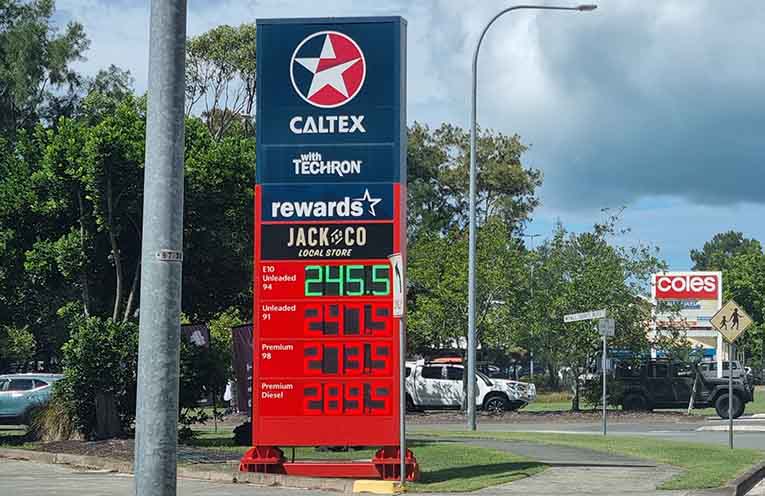 CALTEX
with
TECHRON
rewards
JACK & CO
LOCAL STORE
E10
Unleaded
94
245.5
Unleaded
91
Premium
98
Premium
Diesel
coles